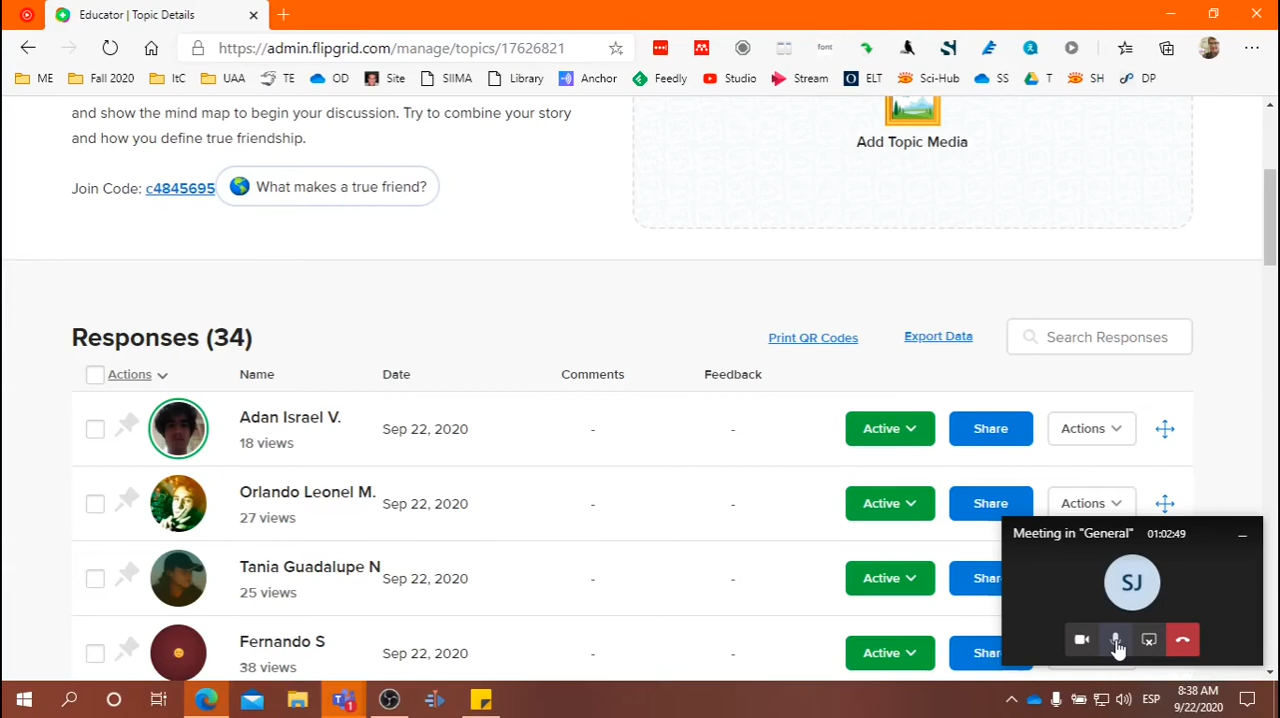 Educator | Topic Details
https://admin.flipgrid.com/manage/topics/17626821
font
ME Fall 2020 ItC UAA TE OD Site SIIMA Library Anchor Feedly Studio Stream ELT Sci-Hub SS T SH DP
and show the mind map to begin your discussion. Try to combine your story
and how you define true friendship.
Add Topic Media
Join Code: c4845695 What makes a true friend?
Responses (34)
Print QR Codes Export Data Search Responses
Actions Name Date Comments Feedback
Adan Israel V.
18 views
Sep 22, 2020 - - Active Share Actions
Orlando Leonel M.
27 views
Sep 22, 2020 - - Active Share Actions
Tania Guadalupe N
25 views
Sep 22, 2020 - - Active Shar
Fernando S
38 views
Sep 22, 2020 - - Active Shar
Meeting in "General" 01:02:49
SJ
ESP
8:38 AM
9/22/2020